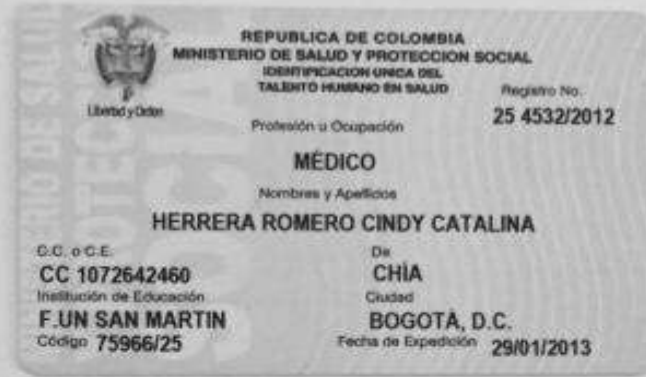 REPUBLICA DE COLOMBIA
MINISTERIO DE SALUD Y PROTECCION SOCIAL
IDENTIFICACION UNICA DEL
TALENTO HUMANO EN SALUD
Libertad y Orden
Registro No.
25 4532/2012
Profesión u Ocupación
MÉDICO
Nombres y Apellidos
HERRERA ROMERO CINDY CATALINA
C.C. o C.E. De
CC 1072642460 CHÌA
Institución de Educación Ciudad
F.UN SAN MARTIN BOGOTÀ, D.C.
Código 75966/25 Fecha de Expedición 29/01/2013